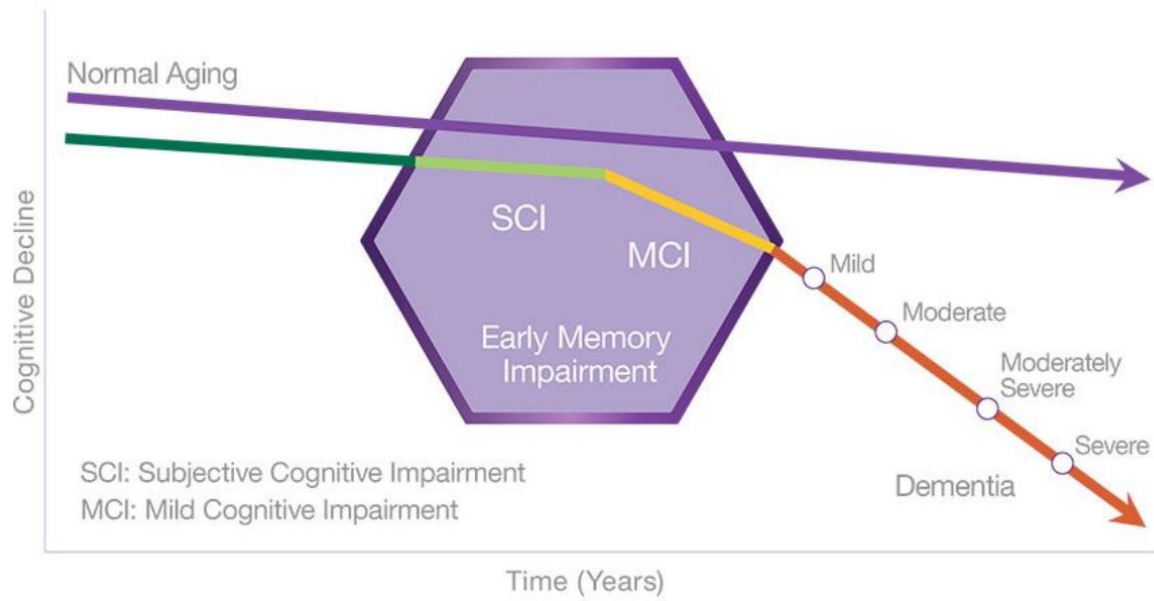 Normal Aging
Cognitive Decline
SCI
MCI
Early Memory
Impairment
Mild
Moderate
Moderately
Severe
Severe
Dementia
SCI: Subjective Cognitive Impairment
MCI: Mild Cognitive Impairment
Time (Years)